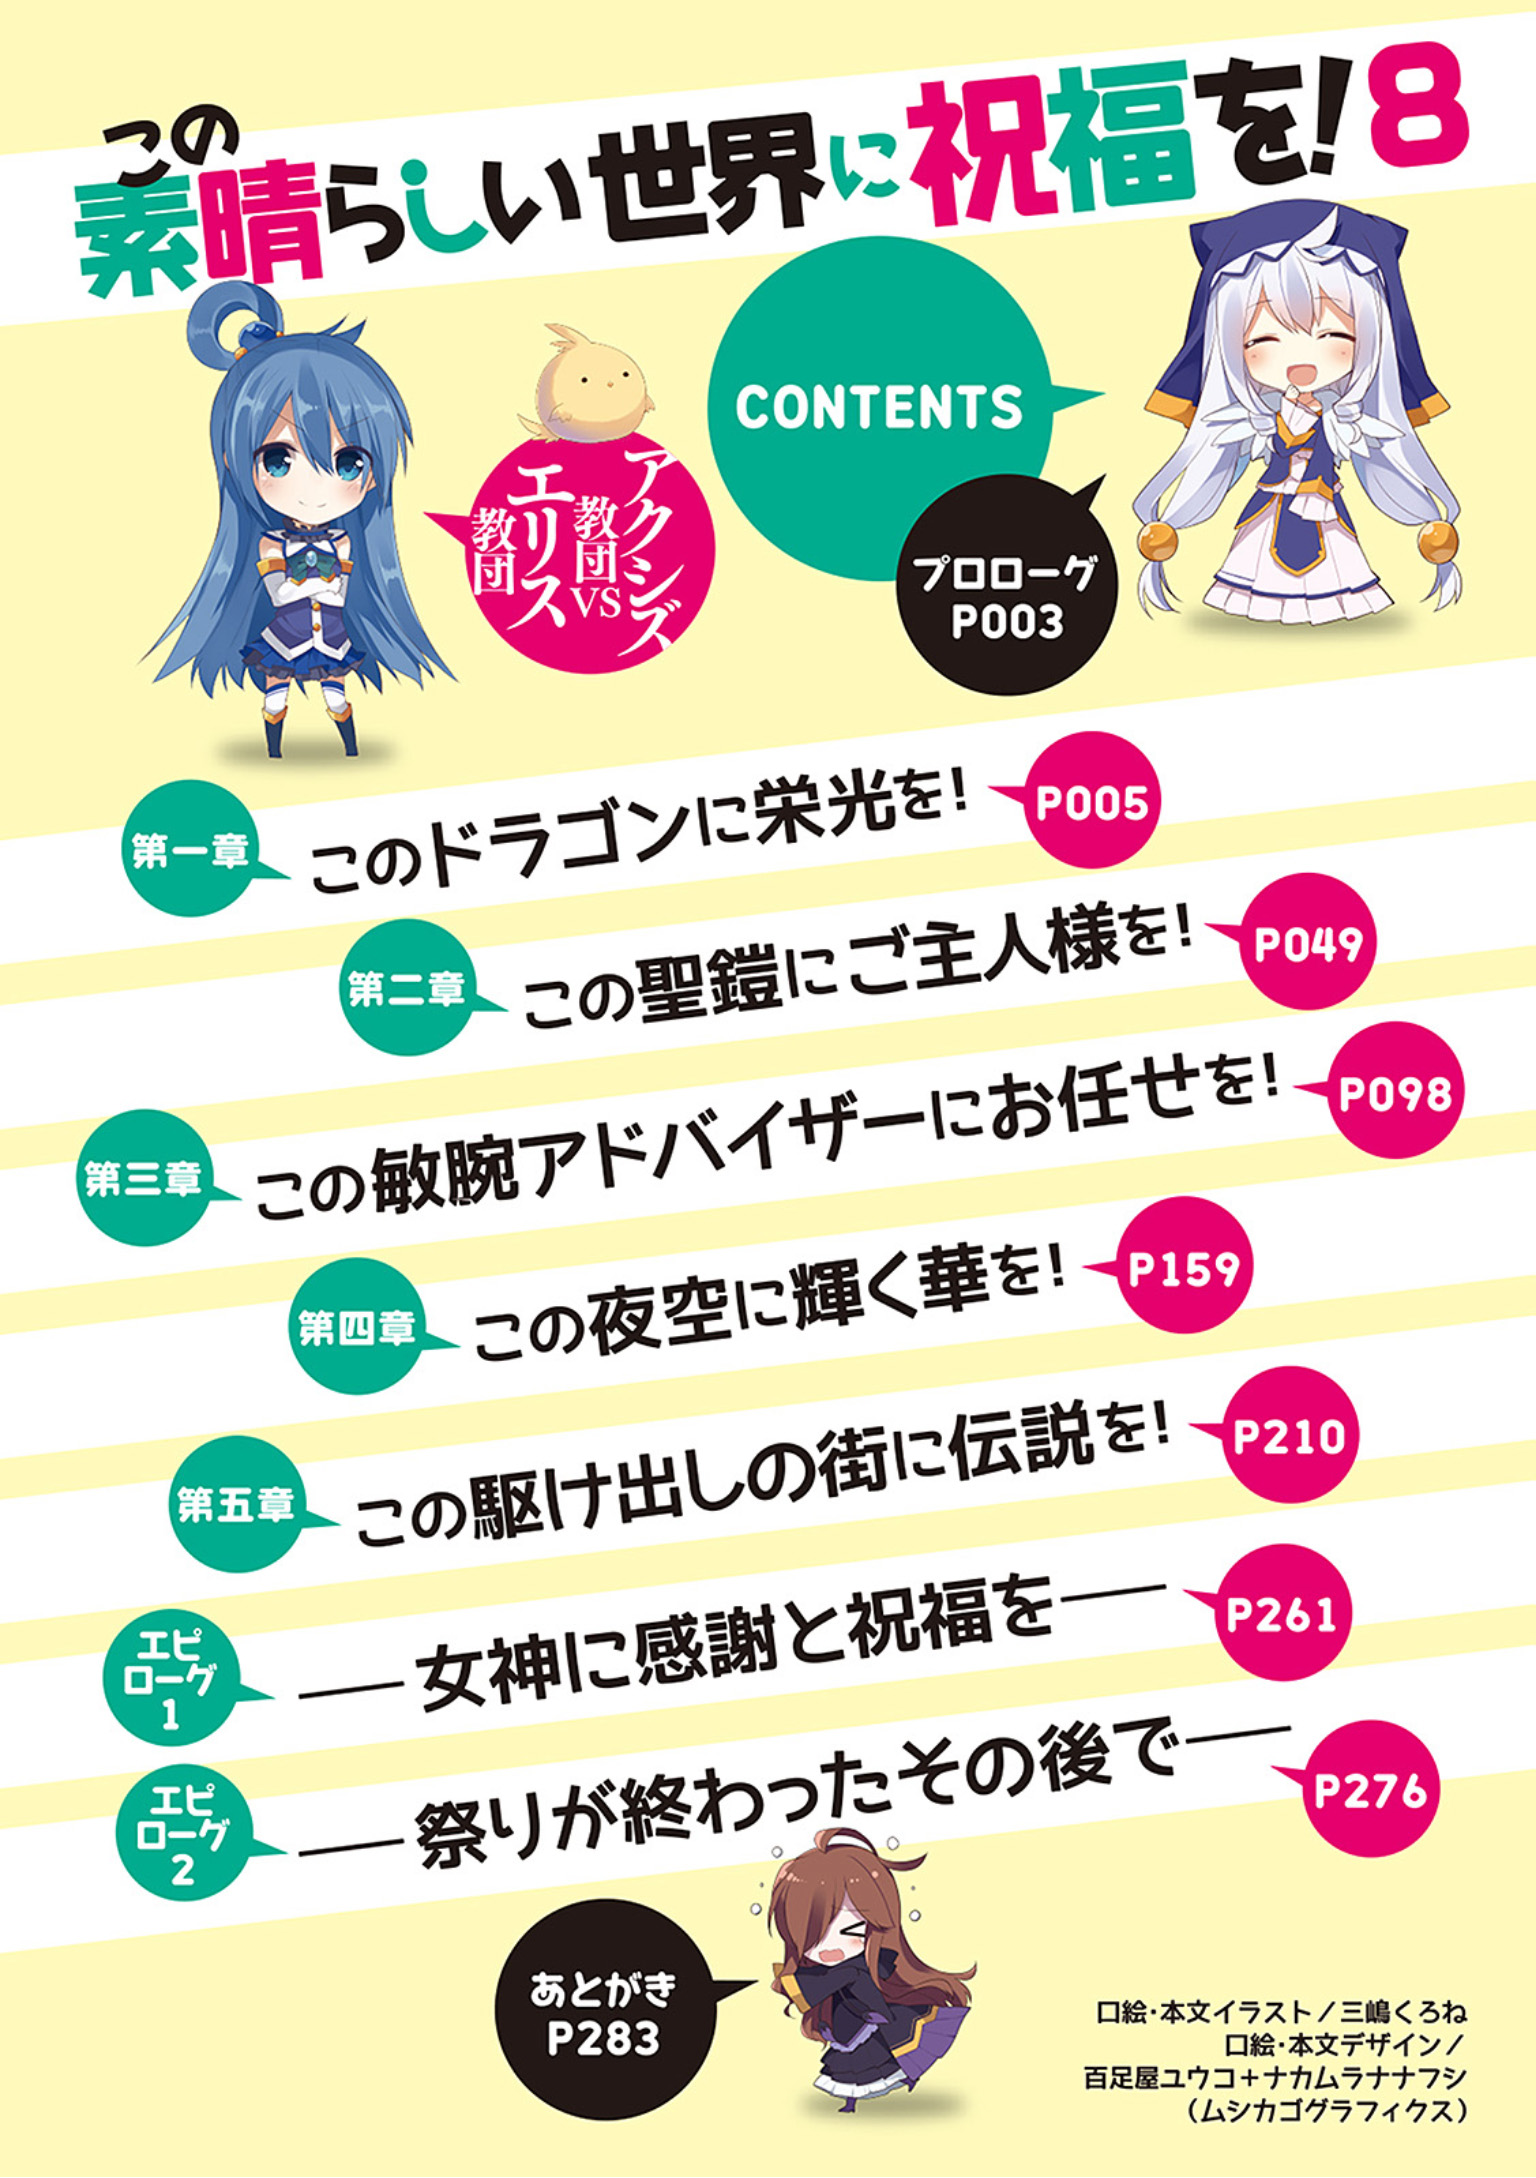 この
素晴らしい世界に祝福を！8
アクシズ
教団vs
エリス
教団
CONTENTS
プロローグ
P003
第一章 このドラゴンに栄光を！ P005
第二章 この聖鎧にご主人様を！ P049
第三章 この敏腕アドバイザーにお任せを！ P098
第四章 この夜空に輝く華を！ P159
第五章 この駆け出しの街に伝説を！ P210
エピ
ローグ
1
――女神に感謝と祝福を―― P261
エピ
ローグ
2
――祭りが終わったその後で―― P276
あとがき
P283
口絵・本文イラスト／三嶋くろね
口絵・本文デザイン／
百足屋ユウコ＋ナカムラナナフシ
（ムシカゴグラフィクス）